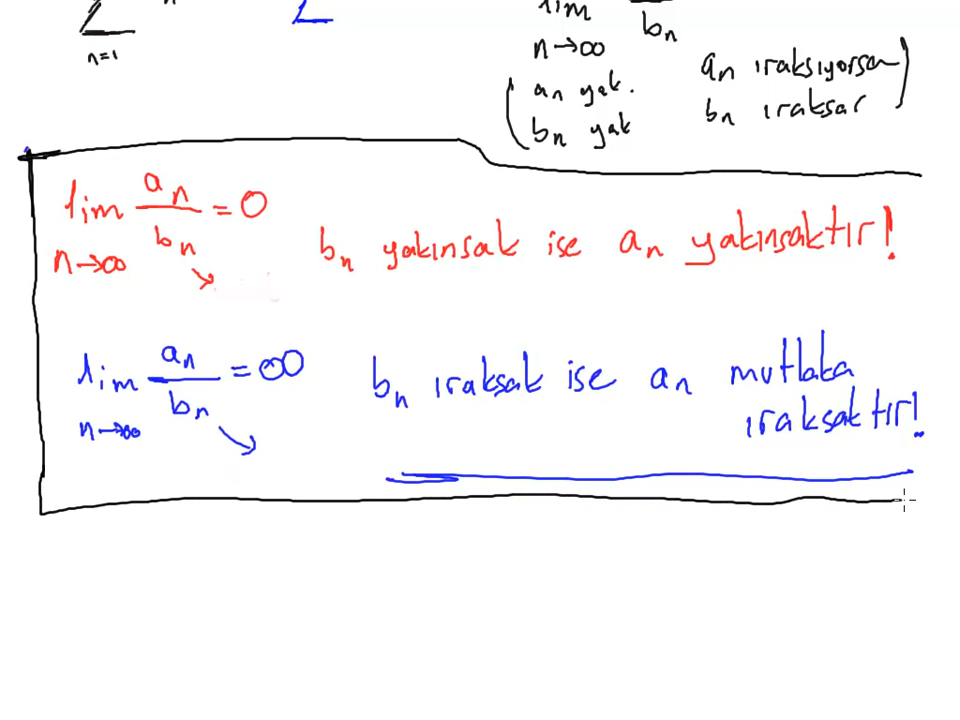 ∑ n=1
lim n→∞ bn
(an yak. an ıraksıyorsa)
(bn yak bn ıraksar)
lim n→∞ an/bn = 0 bn yakınsak ise an yakınsaktır!
lim n→∞ an/bn = ∞ bn ıraksak ise an mutlaka
ıraksaktır!